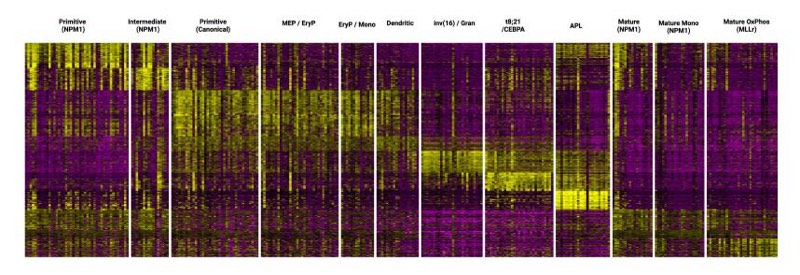 Primitive
(NPM1)
Intermediate
(NPM1)
Primitive
(Canonical)
MEP / EryP
EryP / Mono
Dendritic
inv(16) / Gran
t8;21
/CEBPA
APL
Mature
(NPM1)
Mature Mono
(NPM1)
Mature OxPhos
(MLLr)